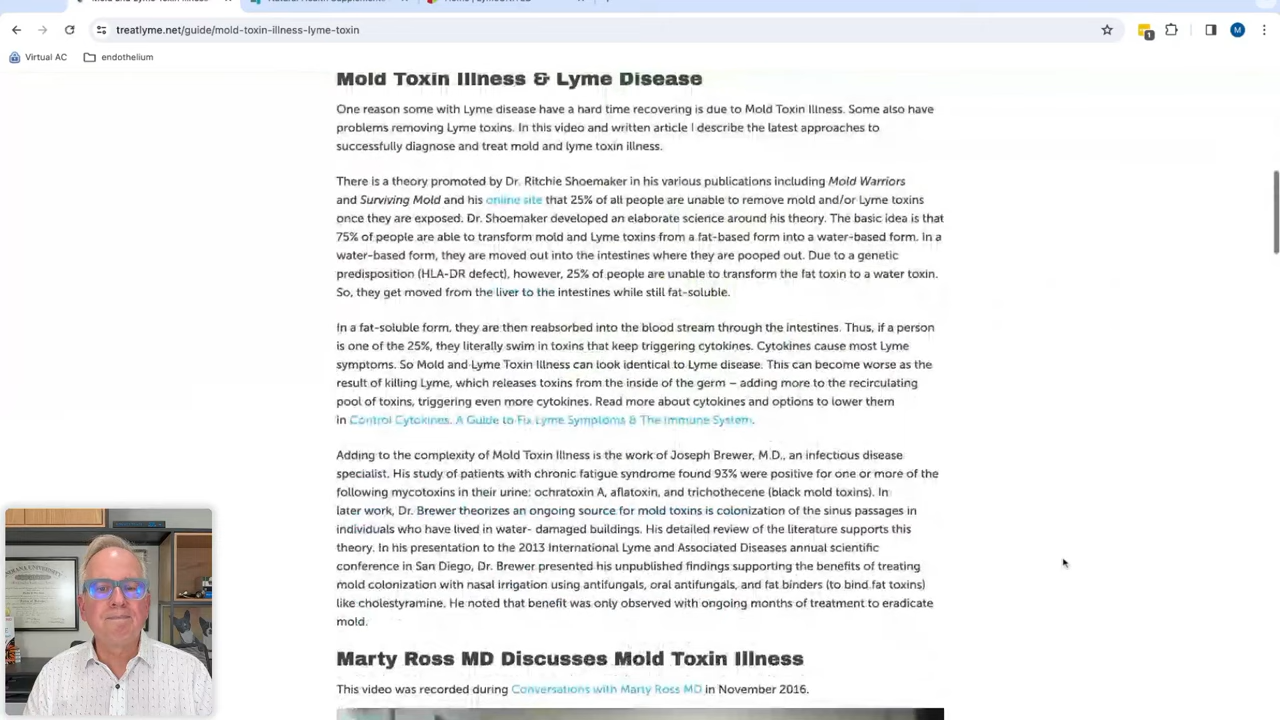 Mold and Lyme Toxin Illness
treatlyme.net/guide/mold-toxin-illness-lyme-toxin
1
M
Virtual AC
endothelium
Mold Toxin Illness & Lyme Disease
One reason some with Lyme disease have a hard time recovering is due to Mold Toxin Illness. Some also have
problems removing Lyme toxins. In this video and written article I describe the latest approaches to
successfully diagnose and treat mold and lyme toxin illness.
There is a theory promoted by Dr. Ritchie Shoemaker in his various publications including Mold Warriors
and Surviving Mold and his online site that 25% of all people are unable to remove mold and/or Lyme toxins
once they are exposed. Dr. Shoemaker developed an elaborate science around his theory. The basic idea is that
75% of people are able to transform mold and Lyme toxins from a fat-based form into a water-based form. In a
water-based form, they are moved out into the intestines where they are pooped out. Due to a genetic
predisposition (HLA-DR defect), however, 25% of people are unable to transform the fat toxin to a water toxin.
So, they get moved from the liver to the intestines while still fat-soluble.
In a fat-soluble form, they are then reabsorbed into the blood stream through the intestines. Thus, if a person
is one of the 25%, they literally swim in toxins that keep triggering cytokines. Cytokines cause most Lyme
symptoms. So Mold and Lyme Toxin Illness can look identical to Lyme disease. This can become worse as the
result of killing Lyme, which releases toxins from the inside of the germ – adding more to the recirculating
pool of toxins, triggering even more cytokines. Read more about cytokines and options to lower them
in Control Cytokines. A Guide to Fix Lyme Symptoms & The Immune System.
Adding to the complexity of Mold Toxin Illness is the work of Joseph Brewer, M.D., an infectious disease
specialist. His study of patients with chronic fatigue syndrome found 93% were positive for one or more of the
following mycotoxins in their urine: ochratoxin A, aflatoxin, and trichothecene (black mold toxins). In
later work, Dr. Brewer theorizes an ongoing source for mold toxins is colonization of the sinus passages in
individuals who have lived in water- damaged buildings. His detailed review of the literature supports this
theory. In his presentation to the 2013 International Lyme and Associated Diseases annual scientific
conference in San Diego, Dr. Brewer presented his unpublished findings supporting the benefits of treating
mold colonization with nasal irrigation using antifungals, oral antifungals, and fat binders (to bind fat toxins)
like cholestyramine. He noted that benefit was only observed with ongoing months of treatment to eradicate
mold.
Marty Ross MD Discusses Mold Toxin Illness
This video was recorded during Conversations with Marty Ross MD in November 2016.
INDIANA UNIVERSITY